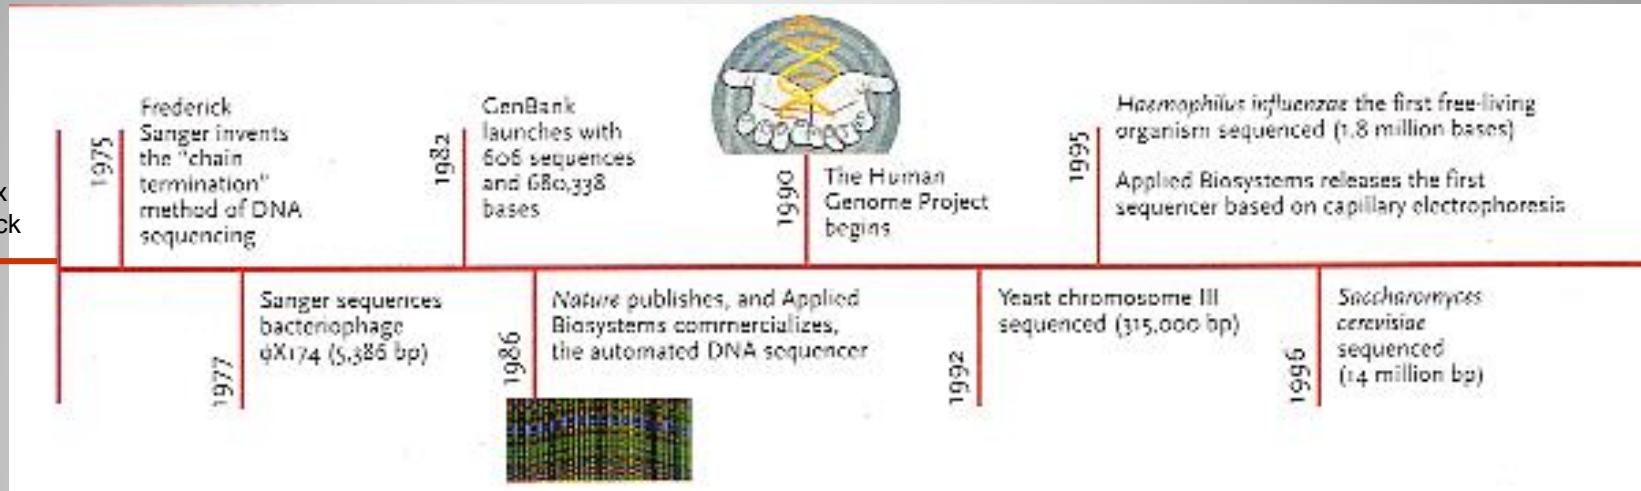 x
ck
1975
Frederick
Sanger invents
the "chain
termination"
method of DNA
sequencing
1977
Sanger sequences
bacteriophage
φX174 (5,386 bp)
1982
GenBank
launches with
606 sequences
and 680,338
bases
1986
Nature publishes, and Applied
Biosystems commercializes,
the automated DNA sequencer
1990
The Human
Genome Project
begins
1992
Yeast chromosome III
sequenced (315,000 bp)
1995
Haemophilus influenzae the first free-living
organism sequenced (1.8 million bases)
Applied Biosystems releases the first
sequencer based on capillary electrophoresis
1996
Saccharomyces
cerevisiae
sequenced
(14 million bp)